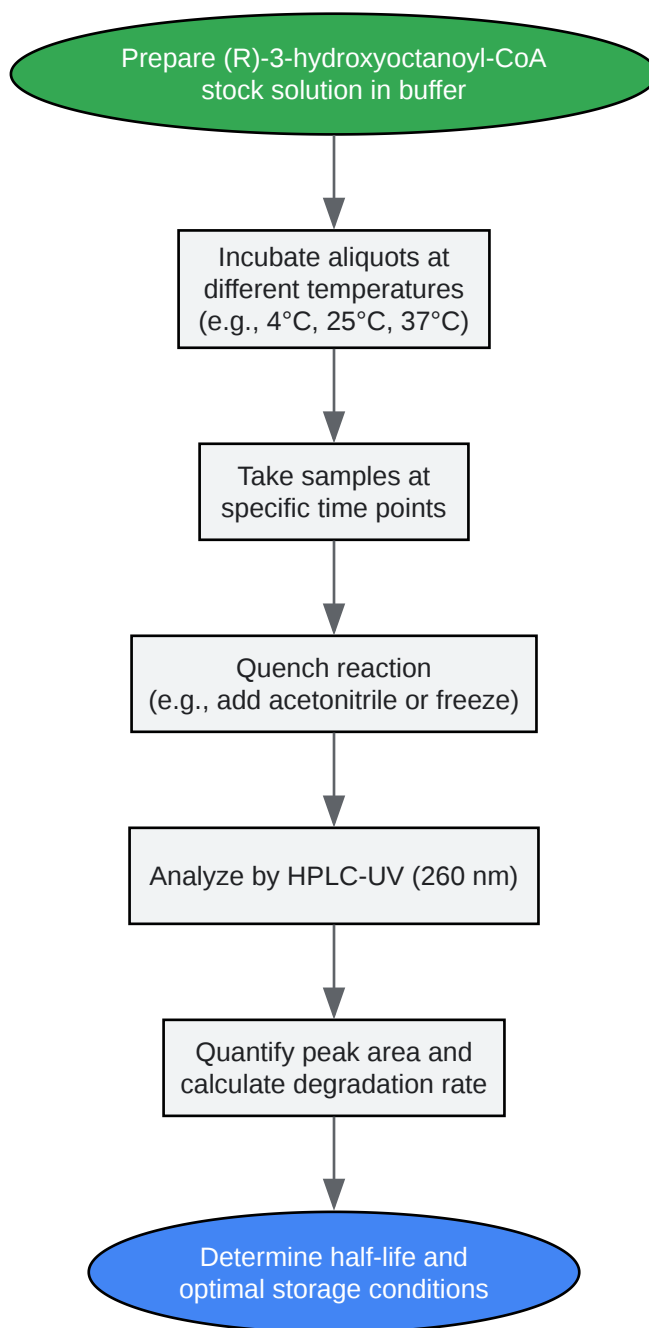 Prepare (R)-3-hydroxyoctanoyl-CoA
stock solution in buffer
Incubate aliquots at
different temperatures
(e.g., 4°C, 25°C, 37°C)
Take samples at
specific time points
Quench reaction
(e.g., add acetonitrile or freeze)
Analyze by HPLC-UV (260 nm)
Quantify peak area and
calculate degradation rate
Determine half-life and
optimal storage conditions